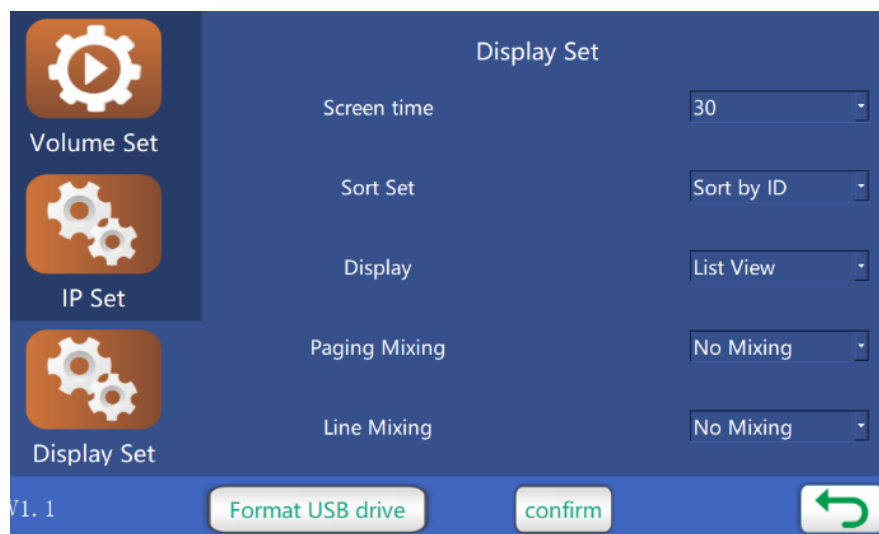 Display Set
Volume Set
Screen time 30
Sort Set Sort by ID
IP Set
Display List View
Paging Mixing No Mixing
Display Set
Line Mixing No Mixing
V1.1
Format USB drive
confirm